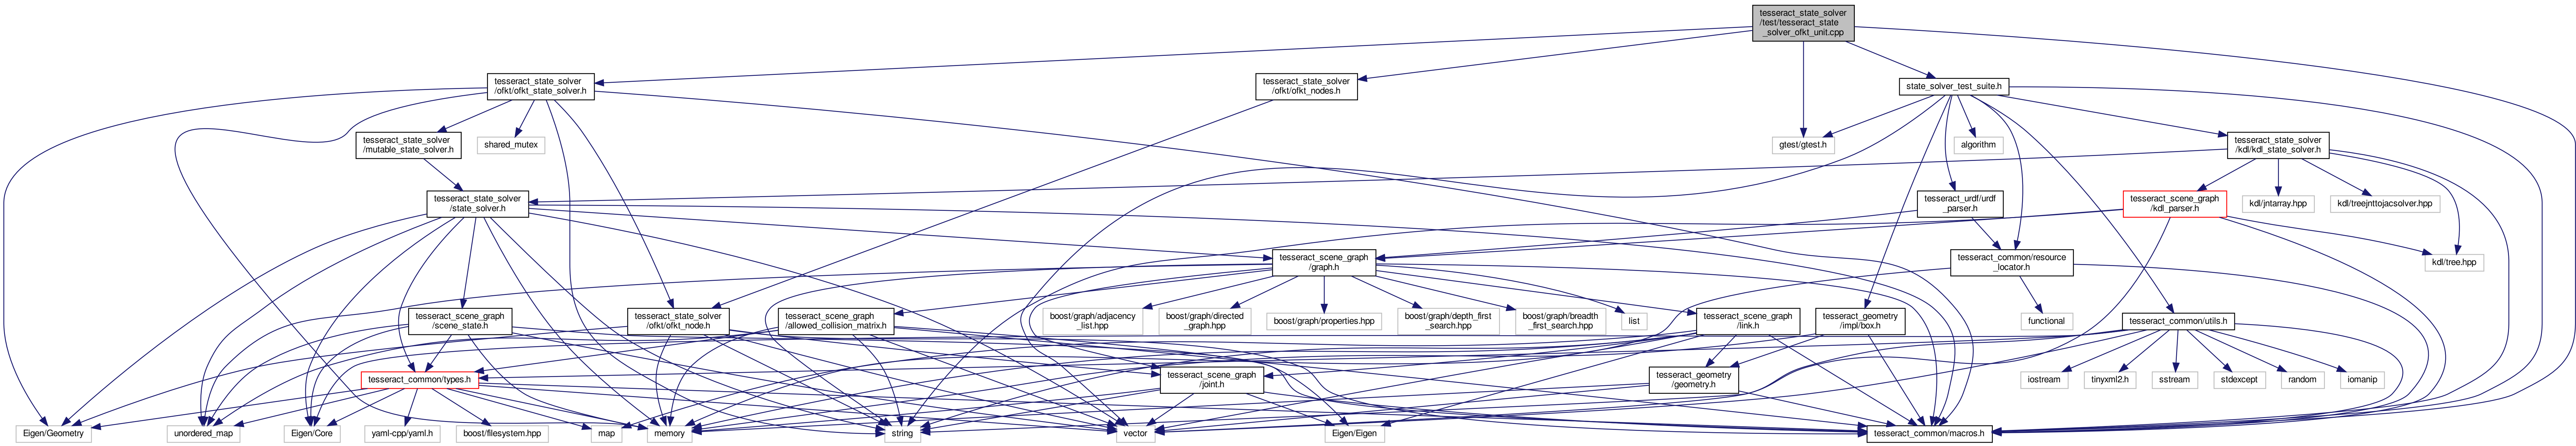 tesseract_state_solver
/test/tesseract_state
_solver_ofkt_unit.cpp
tesseract_state_solver
/ofkt/ofkt_state_solver.h
tesseract_state_solver
/ofkt/ofkt_nodes.h
state_solver_test_suite.h
tesseract_state_solver
/mutable_state_solver.h
shared_mutex
gtest/gtest.h
algorithm
tesseract_state_solver
/kdl/kdl_state_solver.h
tesseract_state_solver
/state_solver.h
tesseract_urdf/urdf
_parser.h
tesseract_scene_graph
/kdl_parser.h
kdl/jntarray.hpp
kdl/treejnttojacsolver.hpp
tesseract_scene_graph
/graph.h
tesseract_common/resource
_locator.h
kdl/tree.hpp
tesseract_scene_graph
/scene_state.h
tesseract_state_solver
/ofkt/ofkt_node.h
tesseract_scene_graph
/allowed_collision_matrix.h
boost/graph/adjacency
_list.hpp
boost/graph/directed
_graph.hpp
boost/graph/properties.hpp
boost/graph/depth_first
_search.hpp
boost/graph/breadth
_first_search.hpp
list
tesseract_scene_graph
/link.h
tesseract_geometry
/impl/box.h
functional
tesseract_common/utils.h
tesseract_common/types.h
tesseract_scene_graph
/joint.h
tesseract_geometry
/geometry.h
iostream
tinyxml2.h
sstream
stdexcept
random
iomanip
Eigen/Geometry
unordered_map
Eigen/Core
yaml-cpp/yaml.h
boost/filesystem.hpp
map
memory
string
vector
Eigen/Eigen
tesseract_common/macros.h